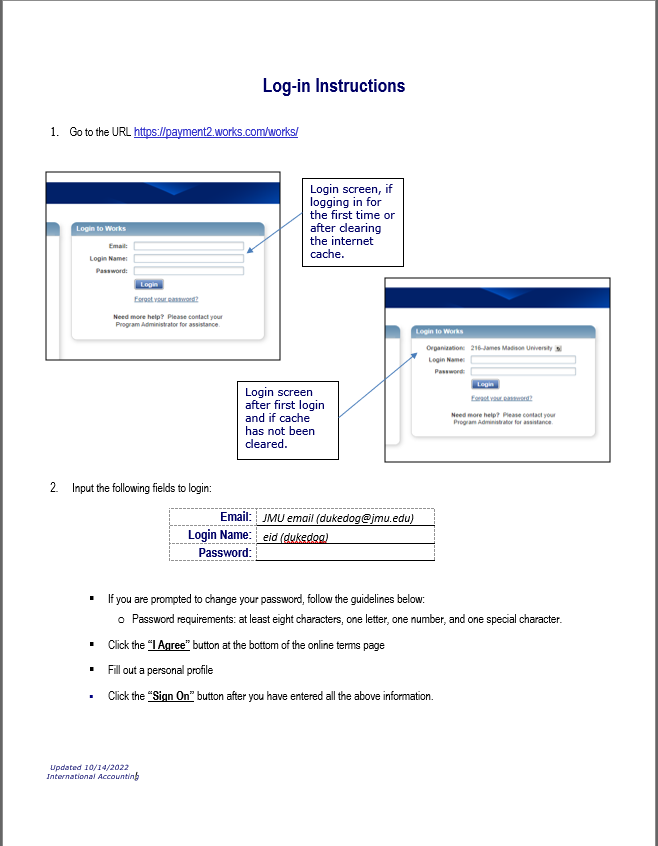 Log-in Instructions
1. Go to the URL https://payment2.works.com/works/
Login to Works
Email:
Login Name:
Password:
Login
Forgot your password?
Need more help? Please contact your
Program Administrator for assistance.
Login screen, if
logging in for
the first time or
after clearing
the internet
cache.
Login to Works
Organization: 216-James Madison University
Login Name:
Password:
Login
Forgot your password?
Need more help? Please contact your
Program Administrator for assistance.
Login screen
after first login
and if cache
has not been
cleared.
2. Input the following fields to login:
Email: JMU email (dukedog@jmu.edu)
Login Name: eid (dukedog)
Password:
▪ If you are prompted to change your password, follow the guidelines below:
o Password requirements: at least eight characters, one letter, one number, and one special character.
▪ Click the “I Agree” button at the bottom of the online terms page
▪ Fill out a personal profile
▪ Click the “Sign On” button after you have entered all the above information.
Updated 10/14/2022
International Accounting